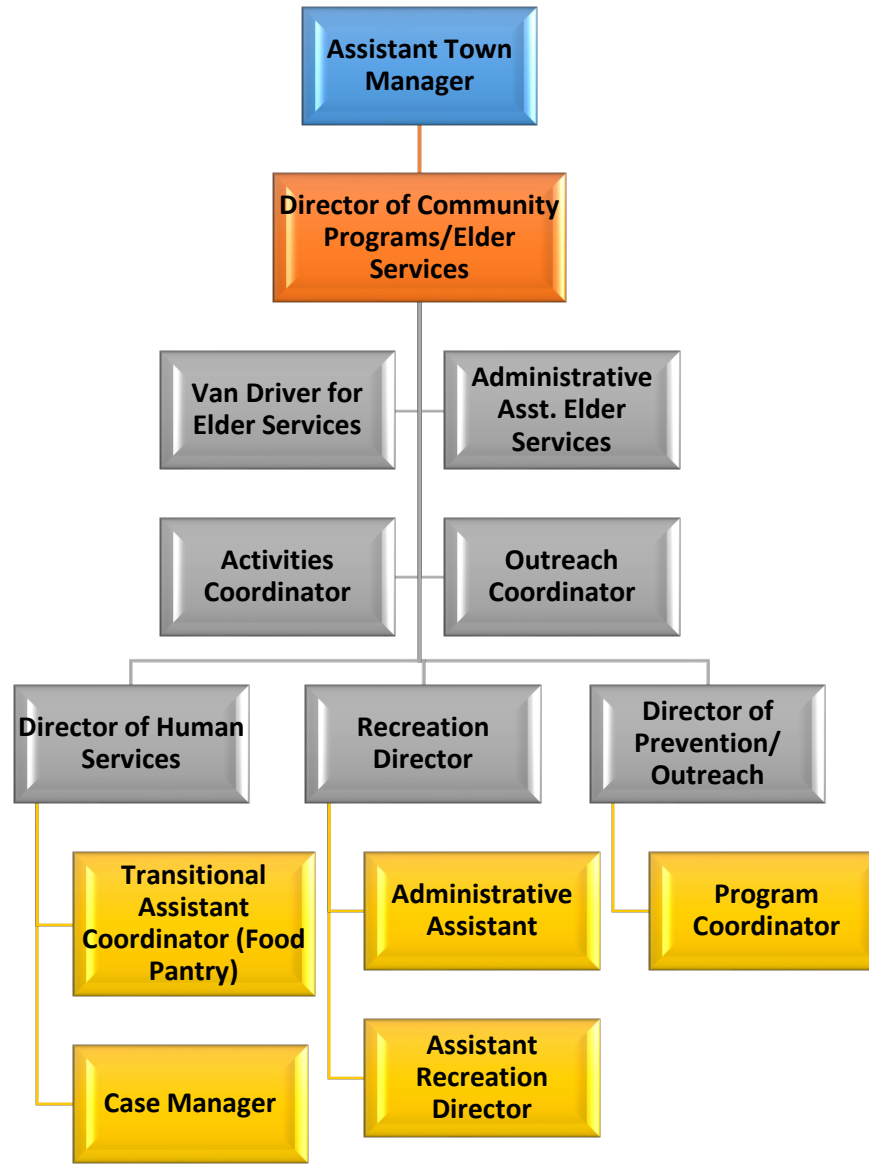 Assistant Town
Manager
Director of Community
Programs/Elder
Services
Van Driver for
Elder Services
Administrative
Asst. Elder
Services
Activities
Coordinator
Outreach
Coordinator
Director of Human
Services
Recreation
Director
Director of
Prevention/
Outreach
Transitional
Assistant
Coordinator (Food
Pantry)
Administrative
Assistant
Program
Coordinator
Case Manager
Assistant
Recreation
Director